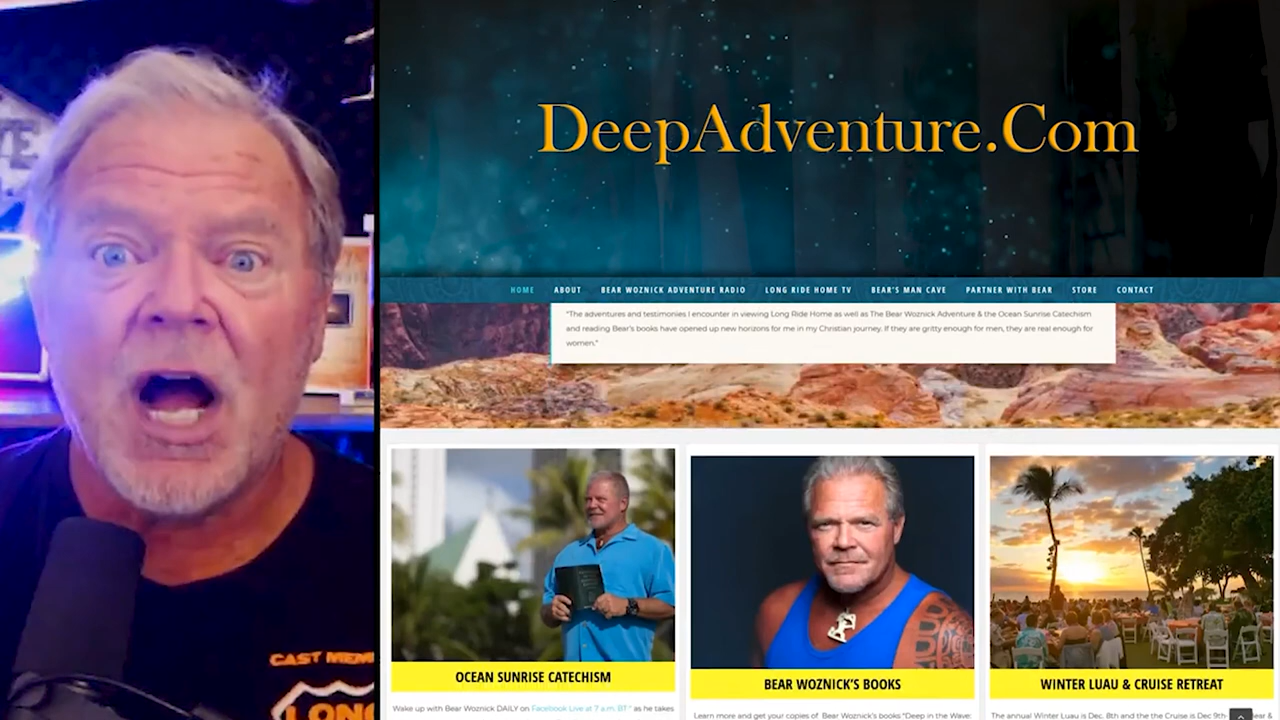 DeepAdventure.Com
HOME ABOUT BEAR WOZNICK ADVENTURE RADIO LONG RIDE HOME TV BEAR'S MAN CAVE PARTNER WITH BEAR STORE CONTACT
"The adventures and testimonies I encounter in viewing Long Ride Home as well as The Bear Woznick Adventure & the Ocean Sunrise Catechism
and reading Bear's books have opened up new horizons for me in my Christian journey. If they are gritty enough for men, they are real enough for
women."
OCEAN SUNRISE CATECHISM
BEAR WOZNICK'S BOOKS
WINTER LUAU & CRUISE RETREAT
Wake up with Bear Woznick DAILY on Facebook Live at 7 a.m. BT" as he takes
Learn more and get your copies of Bear Woznick's books "Deep in the Wave:
The annual Winter Luau is Dec. 8th and the the Cruise is Dec 9th-
CAST MEM
LONG